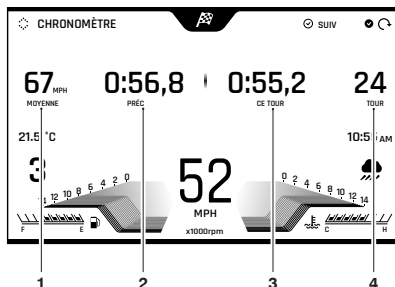 CHRONOMÈTRE
SUIV
67 MPH
MOYENNE
0:56,8
PRÉC
0:55,2
CE TOUR
24
TOUR
21.5 °C
10:5 AM
3
14 12 10 8 6 4 2 0
52
MPH
x1000rpm
0 2 4 6 8 10 12 14
F E
C H
1 2 3 4